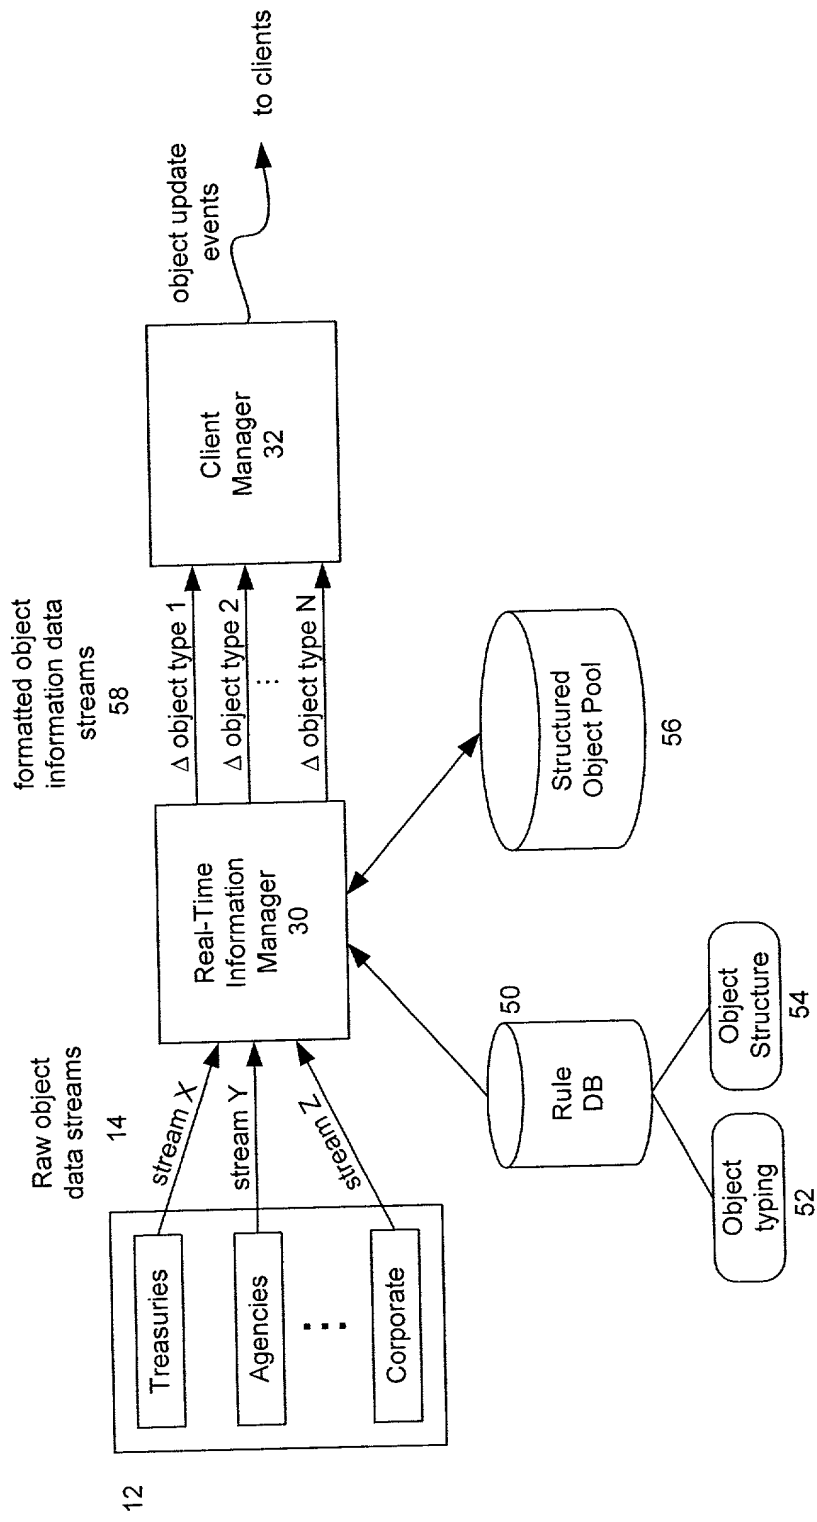 12
Treasuries
Agencies
Corporate
Raw object
data streams
14
stream X
stream Y
stream Z
Real-Time
Information
Manager
30
formatted object
information data
streams
58
Δ object type 1
Δ object type 2
Δ object type N
Client
Manager
32
object update
events
to clients
50
Rule
DB
Object
typing
52
Object
Structure
54
Structured
Object Pool
56